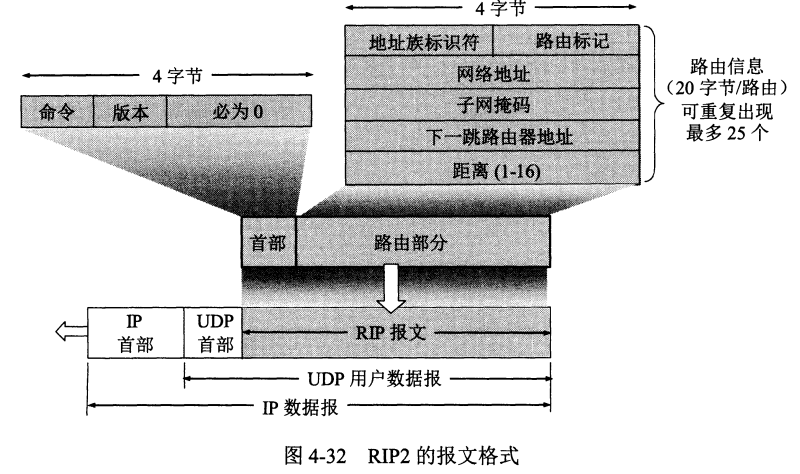 4 字节
地址族标识符
路由标记
网络地址
子网掩码
下一跳路由器地址
距离 (1-16)
路由信息
(20 字节/路由)
可重复出现
最多 25 个
4 字节
命令
版本
必为 0
首部
路由部分
IP
首部
UDP
首部
RIP 报文
UDP 用户数据报
IP 数据报
图 4-32 RIP2 的报文格式